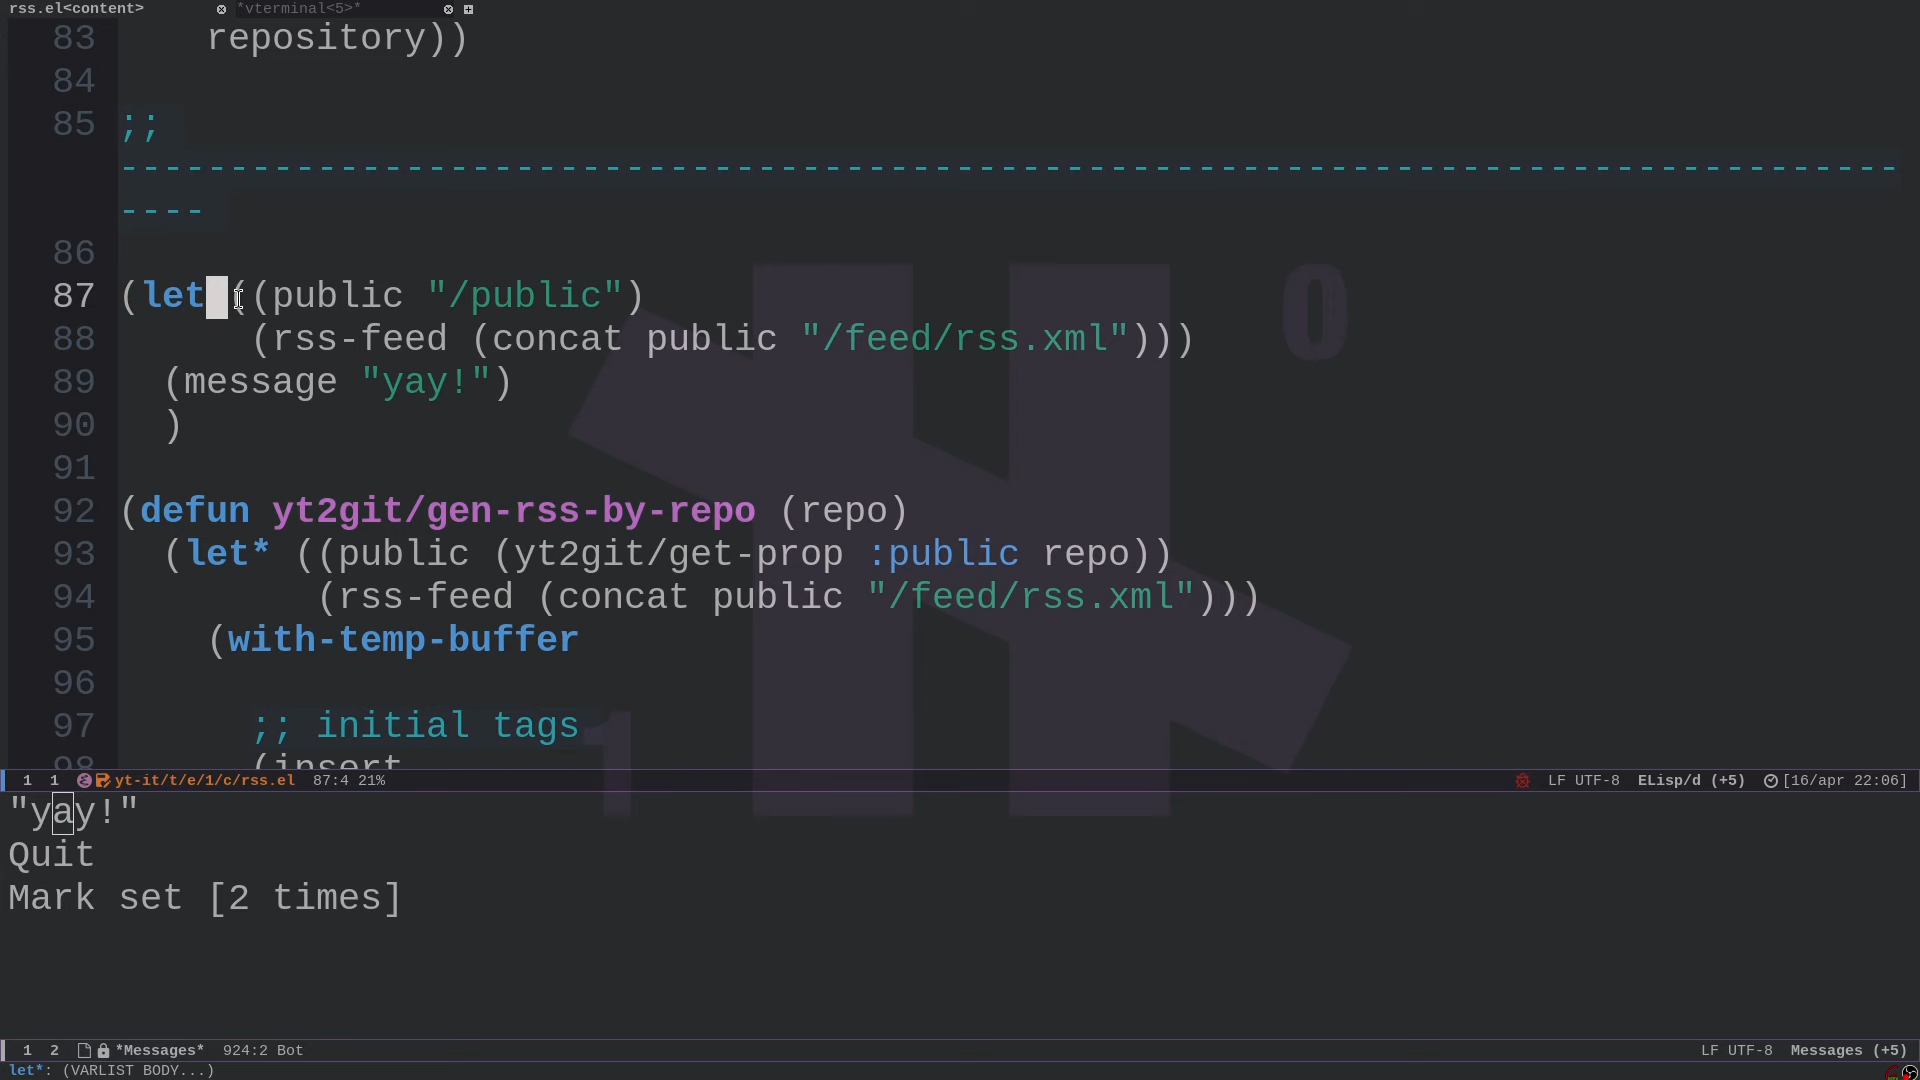 rss.el<content> *vterminal<5>*
83 repository))
84
85 ;;
---------------------------------------------------------------------------------
----
86
87 (let ((public "/public")
88 (rss-feed (concat public "/feed/rss.xml")))
89 (message "yay!")
90 )
91
92 (defun yt2git/gen-rss-by-repo (repo)
93 (let* ((public (yt2git/get-prop :public repo))
94 (rss-feed (concat public "/feed/rss.xml")))
95 (with-temp-buffer
96
97 ;; initial tags
98 (insert
0
1
1 1 yt-it/t/e/1/c/rss.el 87:4 21% LF UTF-8 ELisp/d (+5) [16/apr 22:06]
"yay!"
Quit
Mark set [2 times]
1 2 *Messages* 924:2 Bot LF UTF-8 Messages (+5)
let*: (VARLIST BODY...)